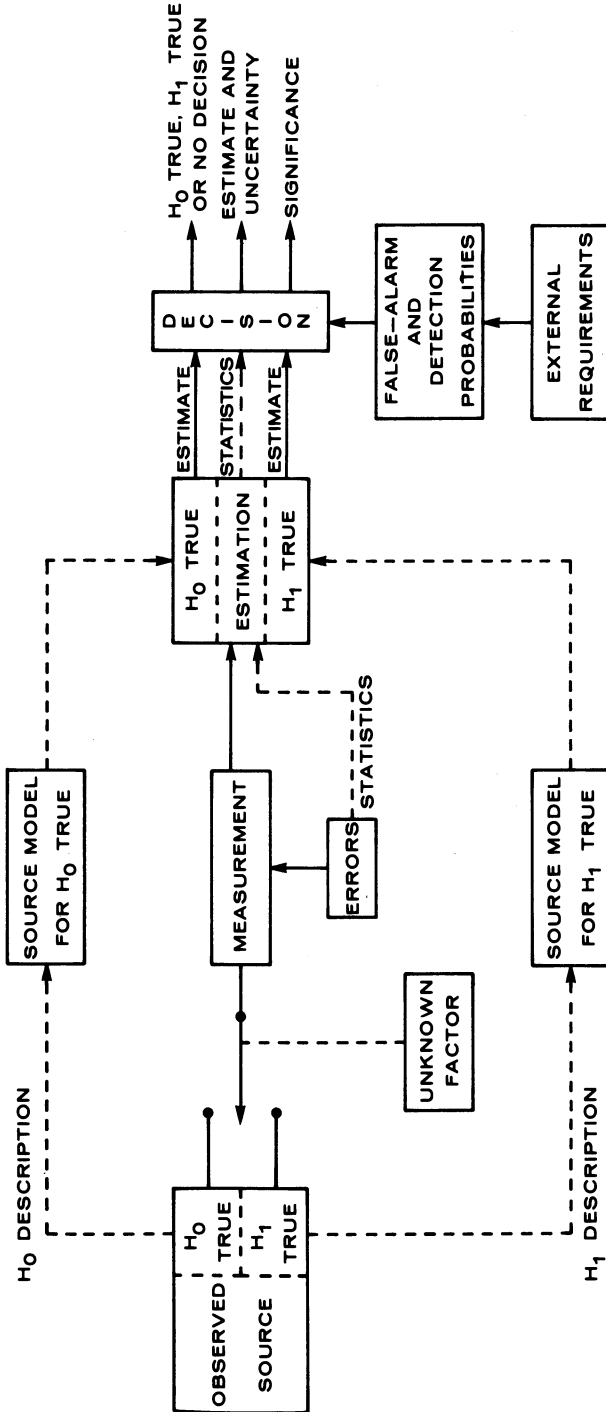 H0 DESCRIPTION
SOURCE MODEL
FOR H0 TRUE
OBSERVED
SOURCE
H0
TRUE
H1
TRUE
UNKNOWN
FACTOR
MEASUREMENT
ERRORS
STATISTICS
H0 TRUE
ESTIMATION
H1 TRUE
ESTIMATE
STATISTICS
ESTIMATE
DECISION
H0 TRUE, H1 TRUE
OR NO DECISION
ESTIMATE AND
UNCERTAINTY
SIGNIFICANCE
FALSE-ALARM
AND
DETECTION
PROBABILITIES
EXTERNAL
REQUIREMENTS
H1 DESCRIPTION
SOURCE MODEL
FOR H1 TRUE